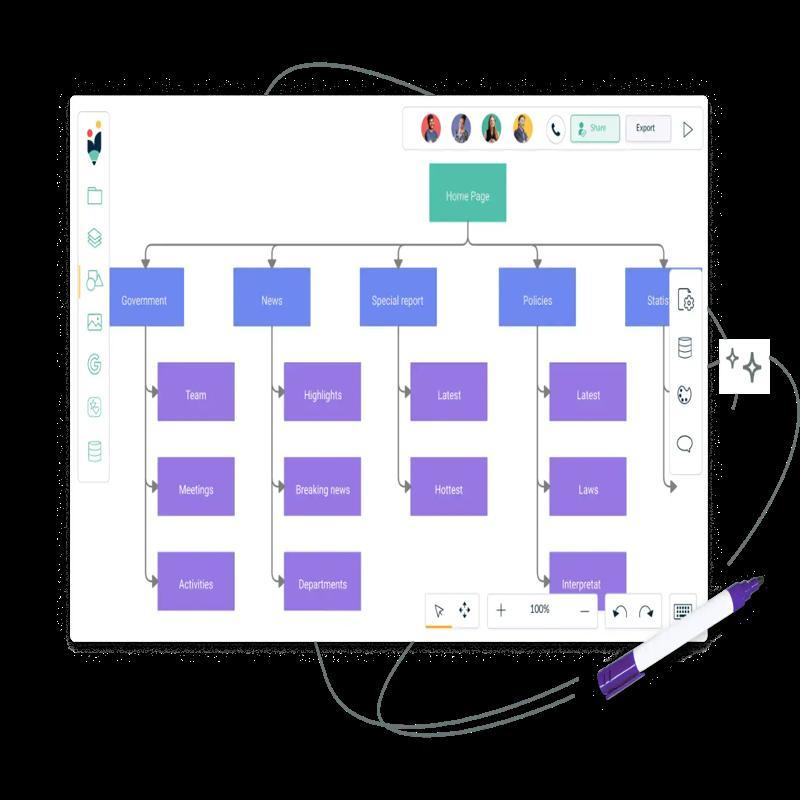 Share
Export
Home Page
Government
News
Special report
Policies
Statis
Team
Highlights
Latest
Latest
Meetings
Breaking news
Hottest
Laws
Activities
Departments
Interpretat
100%